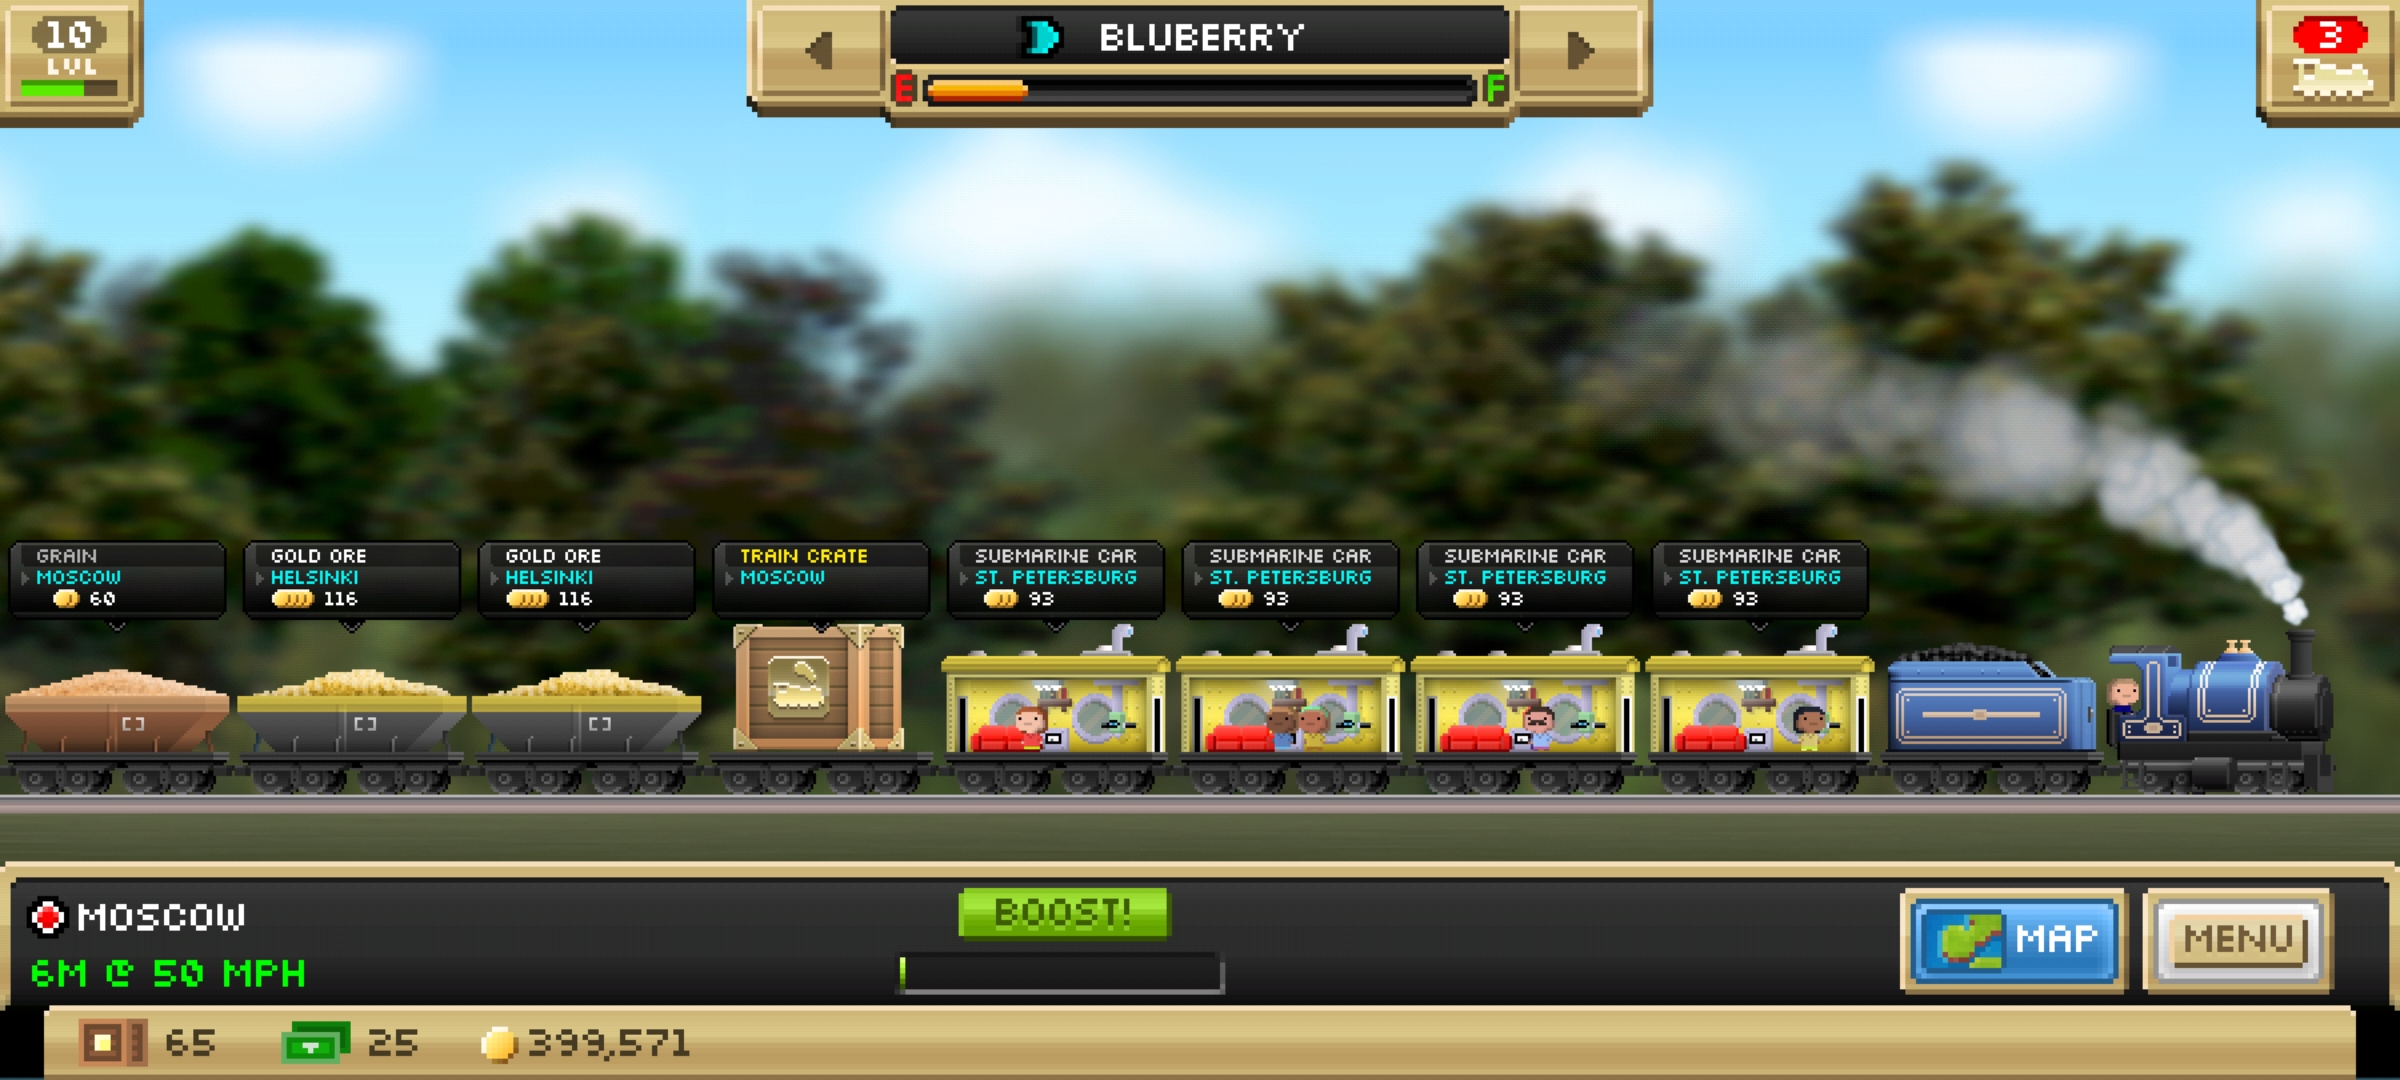 10
LVL
BLUBERRY
E
F
3
GRAIN
MOSCOW
60
GOLD ORE
HELSINKI
116
GOLD ORE
HELSINKI
116
TRAIN CRATE
MOSCOW
SUBMARINE CAR
ST. PETERSBURG
93
SUBMARINE CAR
ST. PETERSBURG
93
SUBMARINE CAR
ST. PETERSBURG
93
SUBMARINE CAR
ST. PETERSBURG
93
MOSCOW
6M @ 50 MPH
BOOST!
MAP
MENU
65
25
399,571